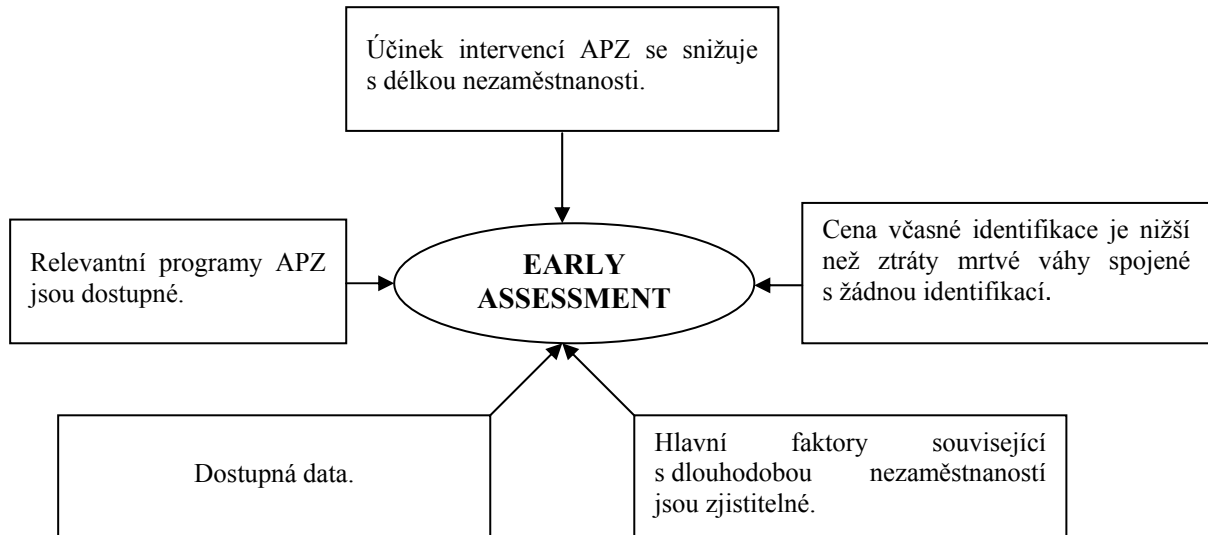 Účinek intervencí APZ se snižuje
s délkou nezaměstnanosti.
Relevantní programy APZ
jsou dostupné.
EARLY
ASSESSMENT
Cena včasné identifikace je nižší
než ztráty mrtvé váhy spojené
s žádnou identifikací.
Dostupná data.
Hlavní faktory související
s dlouhodobou nezaměstnaností
jsou zjistitelné.